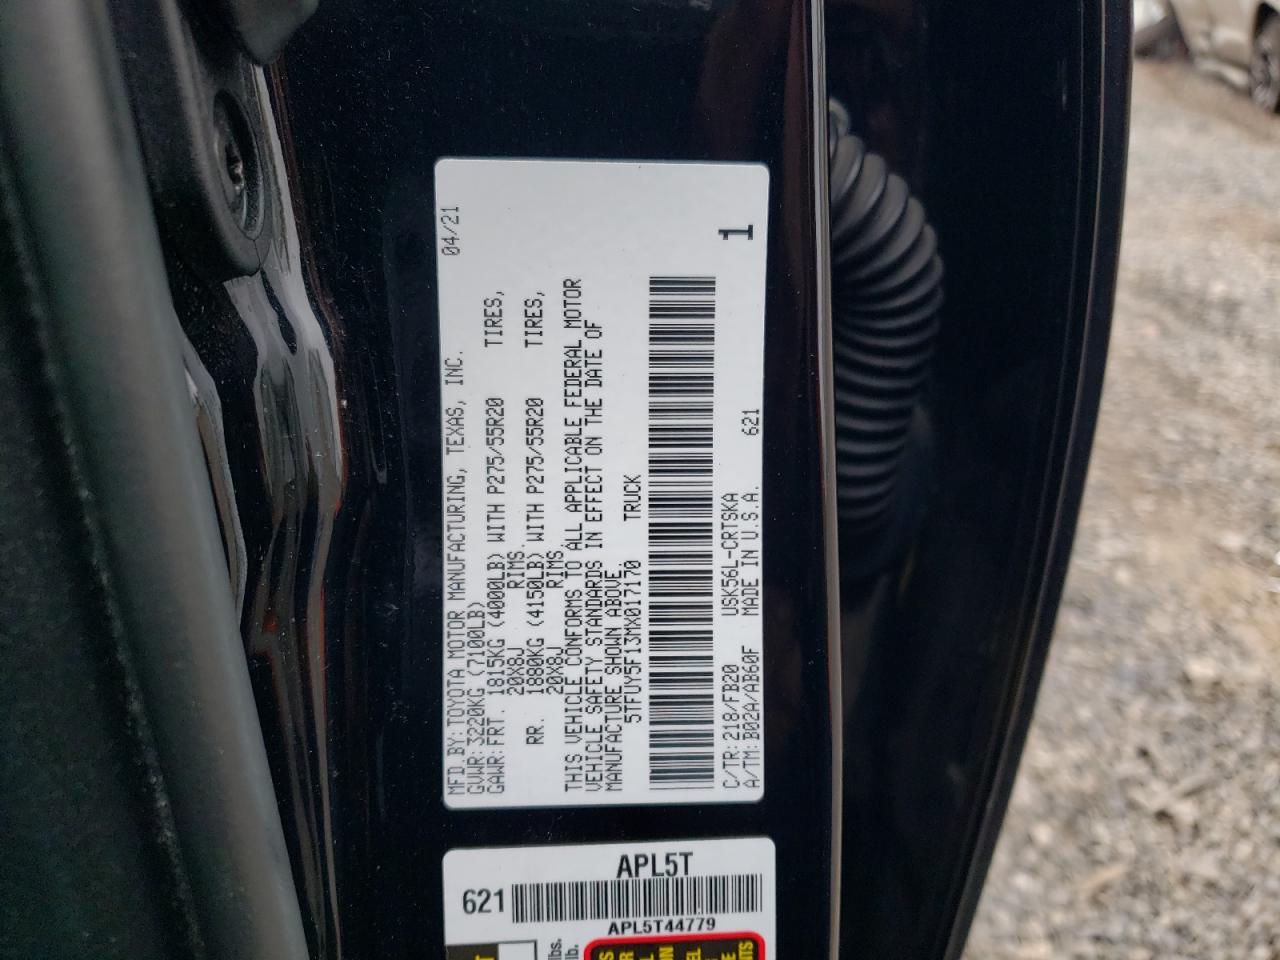 04/21
MFD.BY:TOYOTA MOTOR MANUFACTURING, TEXAS, INC.
GVWR:3220KG(7100LB)
GAWR:FRT. 1815KG (4000LB) WITH P275/55R20 TIRES,
20X8J RIMS.
RR. 1880KG (4150LB) WITH P275/55R20 TIRES,
20X8J RIMS.
THIS VEHICLE CONFORMS TO ALL APPLICABLE FEDERAL MOTOR
VEHICLE SAFETY STANDARDS IN EFFECT ON THE DATE OF
MANUFACTURE SHOWN ABOVE.
5TFUY5F13MX017170 TRUCK
C/TR:218/FB20 USK56L-CRTSKA 1
A/TM:B02A/AB60F MADE IN U.S.A. 621
APL5T
621
APL5T44779
lbs.
lb.